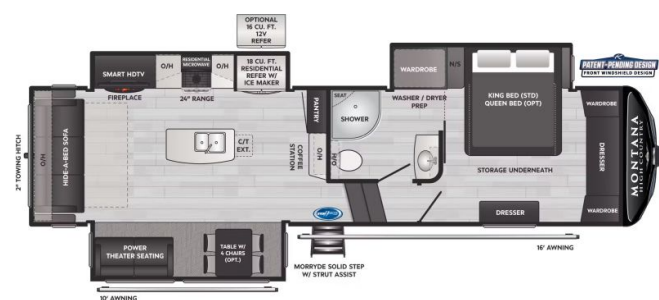 OPTIONAL
16 CU. FT.
12V
REFER
PATENT-PENDING DESIGN
FRONT WINDSHIELD DESIGN
SMART HDTV
O/H
RESIDENTIAL
MICROWAVE
O/H
18 CU. FT.
RESIDENTIAL
REFER W/
ICE MAKER
FIREPLACE
24" RANGE
WARDROBE
N/S
KING BED (STD)
QUEEN BED (OPT)
WASHER / DRYER
PREP
PANTRY
SEAT
SHOWER
WARDROBE
2" TOWING HITCH
O/H
HIDE-A-BED SOFA
C/T
EXT.
COFFEE
STATION
O/H
STORAGE UNDERNEATH
DRESSER
MONTANA
HIGH COUNTRY
DRESSER
WARDROBE
POWER
THEATER SEATING
TABLE W/
4 CHAIRS
(OPT.)
16' AWNING
MORRYDE SOLID STEP
W/ STRUT ASSIST
10' AWNING